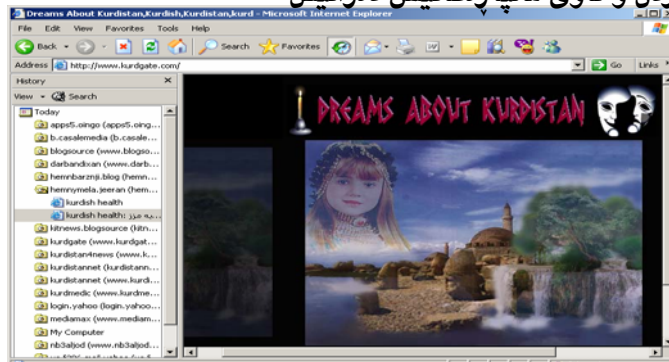 Dreams About Kurdistan,Kurdish,Kurdistan,kurd - Microsoft Internet Explorer
File Edit View Favorites Tools Help
Back Search Favorites
Address http://www.kurdgate.com/ Go Links
History
View Search
Today
apps5.oingo (apps5.oing...
b.casalemedia (b.casale...
blogsource (www.blogso...
darbandixan (www.darb...
hemnbarznji.blog (hemn...
hemnymela.jeeran (hem...
kurdish health
kurdish health:
kitnews.blogsource (kitn...
kurdgate (www.kurdgat...
kurdistan4news (www.k...
kurdistannet (kurdistann...
kurdistannet (www.kurdi...
kurdmedic (www.kurdme...
login.yahoo (login.yahoo...
mediamax (www.mediam...
My Computer
nb3aljod (www.nb3aljod...
DREAMS ABOUT KURDISTAN